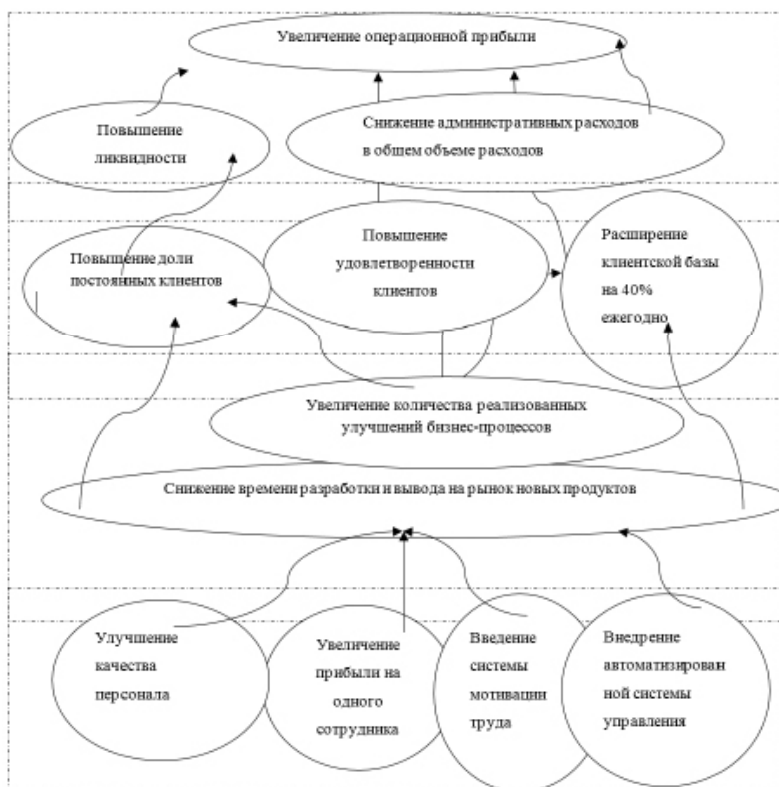 Увеличение операционной прибыли
Повышение
ликвидности
Снижение административных расходов
в общем объеме расходов
Повышение доли
постоянных клиентов
Повышение
удовлетворенности
клиентов
Расширение
клиентской базы
на 40%
ежегодно
Увеличение количества реализованных
улучшений бизнес-процессов
Снижение времени разработки и вывода на рынок новых продуктов
Улучшение
качества
персонала
Увеличение
прибыли на
одного
сотрудника
Введение
системы
мотивации
труда
Внедрение
автоматизирован
ной системы
управления